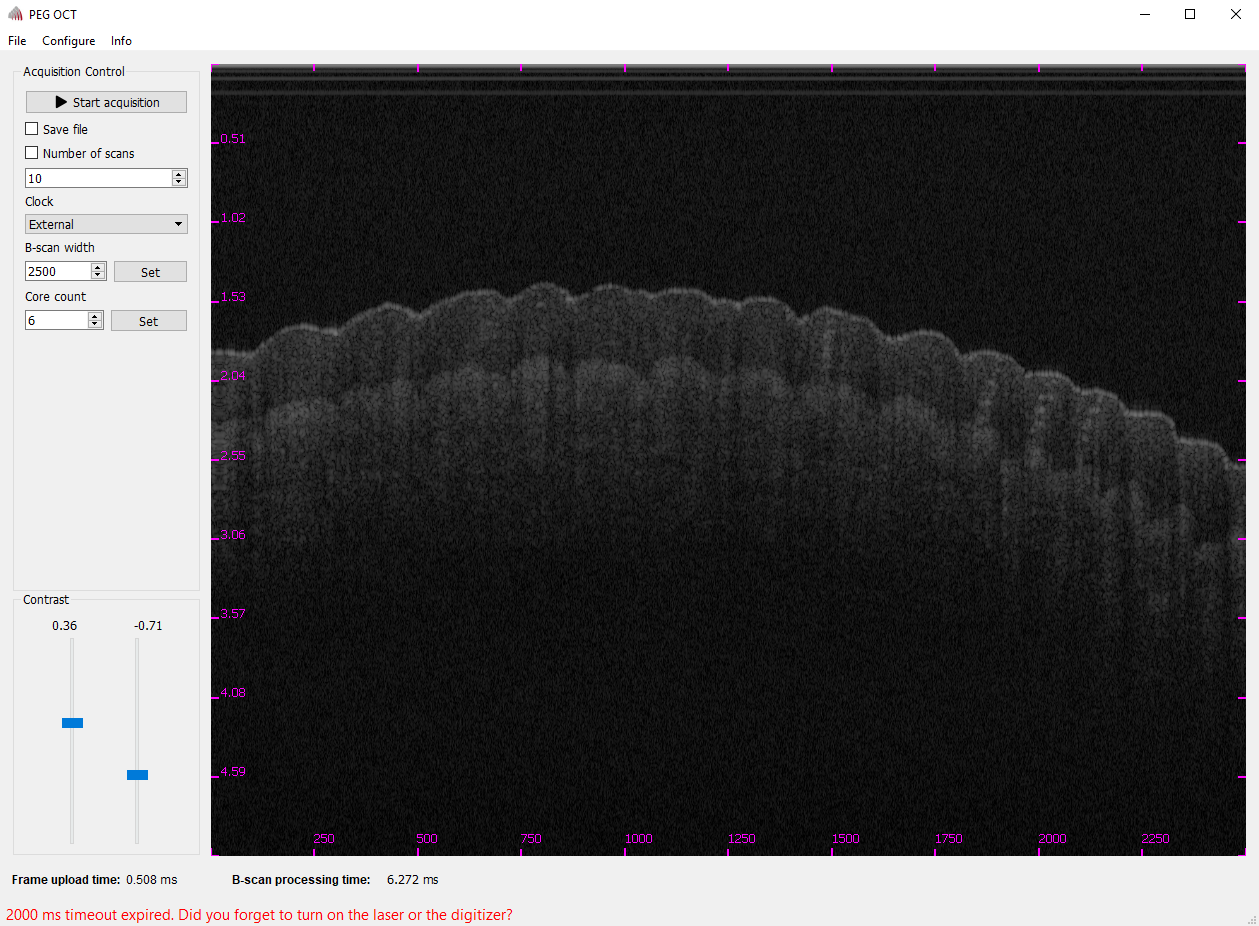 PEG OCT
File Configure Info
Acquisition Control
Start acquisition
Save file
Number of scans
10
Clock
External
B-scan width
2500 Set
Core count
6 Set
0.51
1.02
1.53
2.04
2.55
3.06
3.57
4.08
4.59
250 500 750 1000 1250 1500 1750 2000 2250
Contrast
0.36 -0.71
Frame upload time: 0.508 ms B-scan processing time: 6.272 ms
2000 ms timeout expired. Did you forget to turn on the laser or the digitizer?